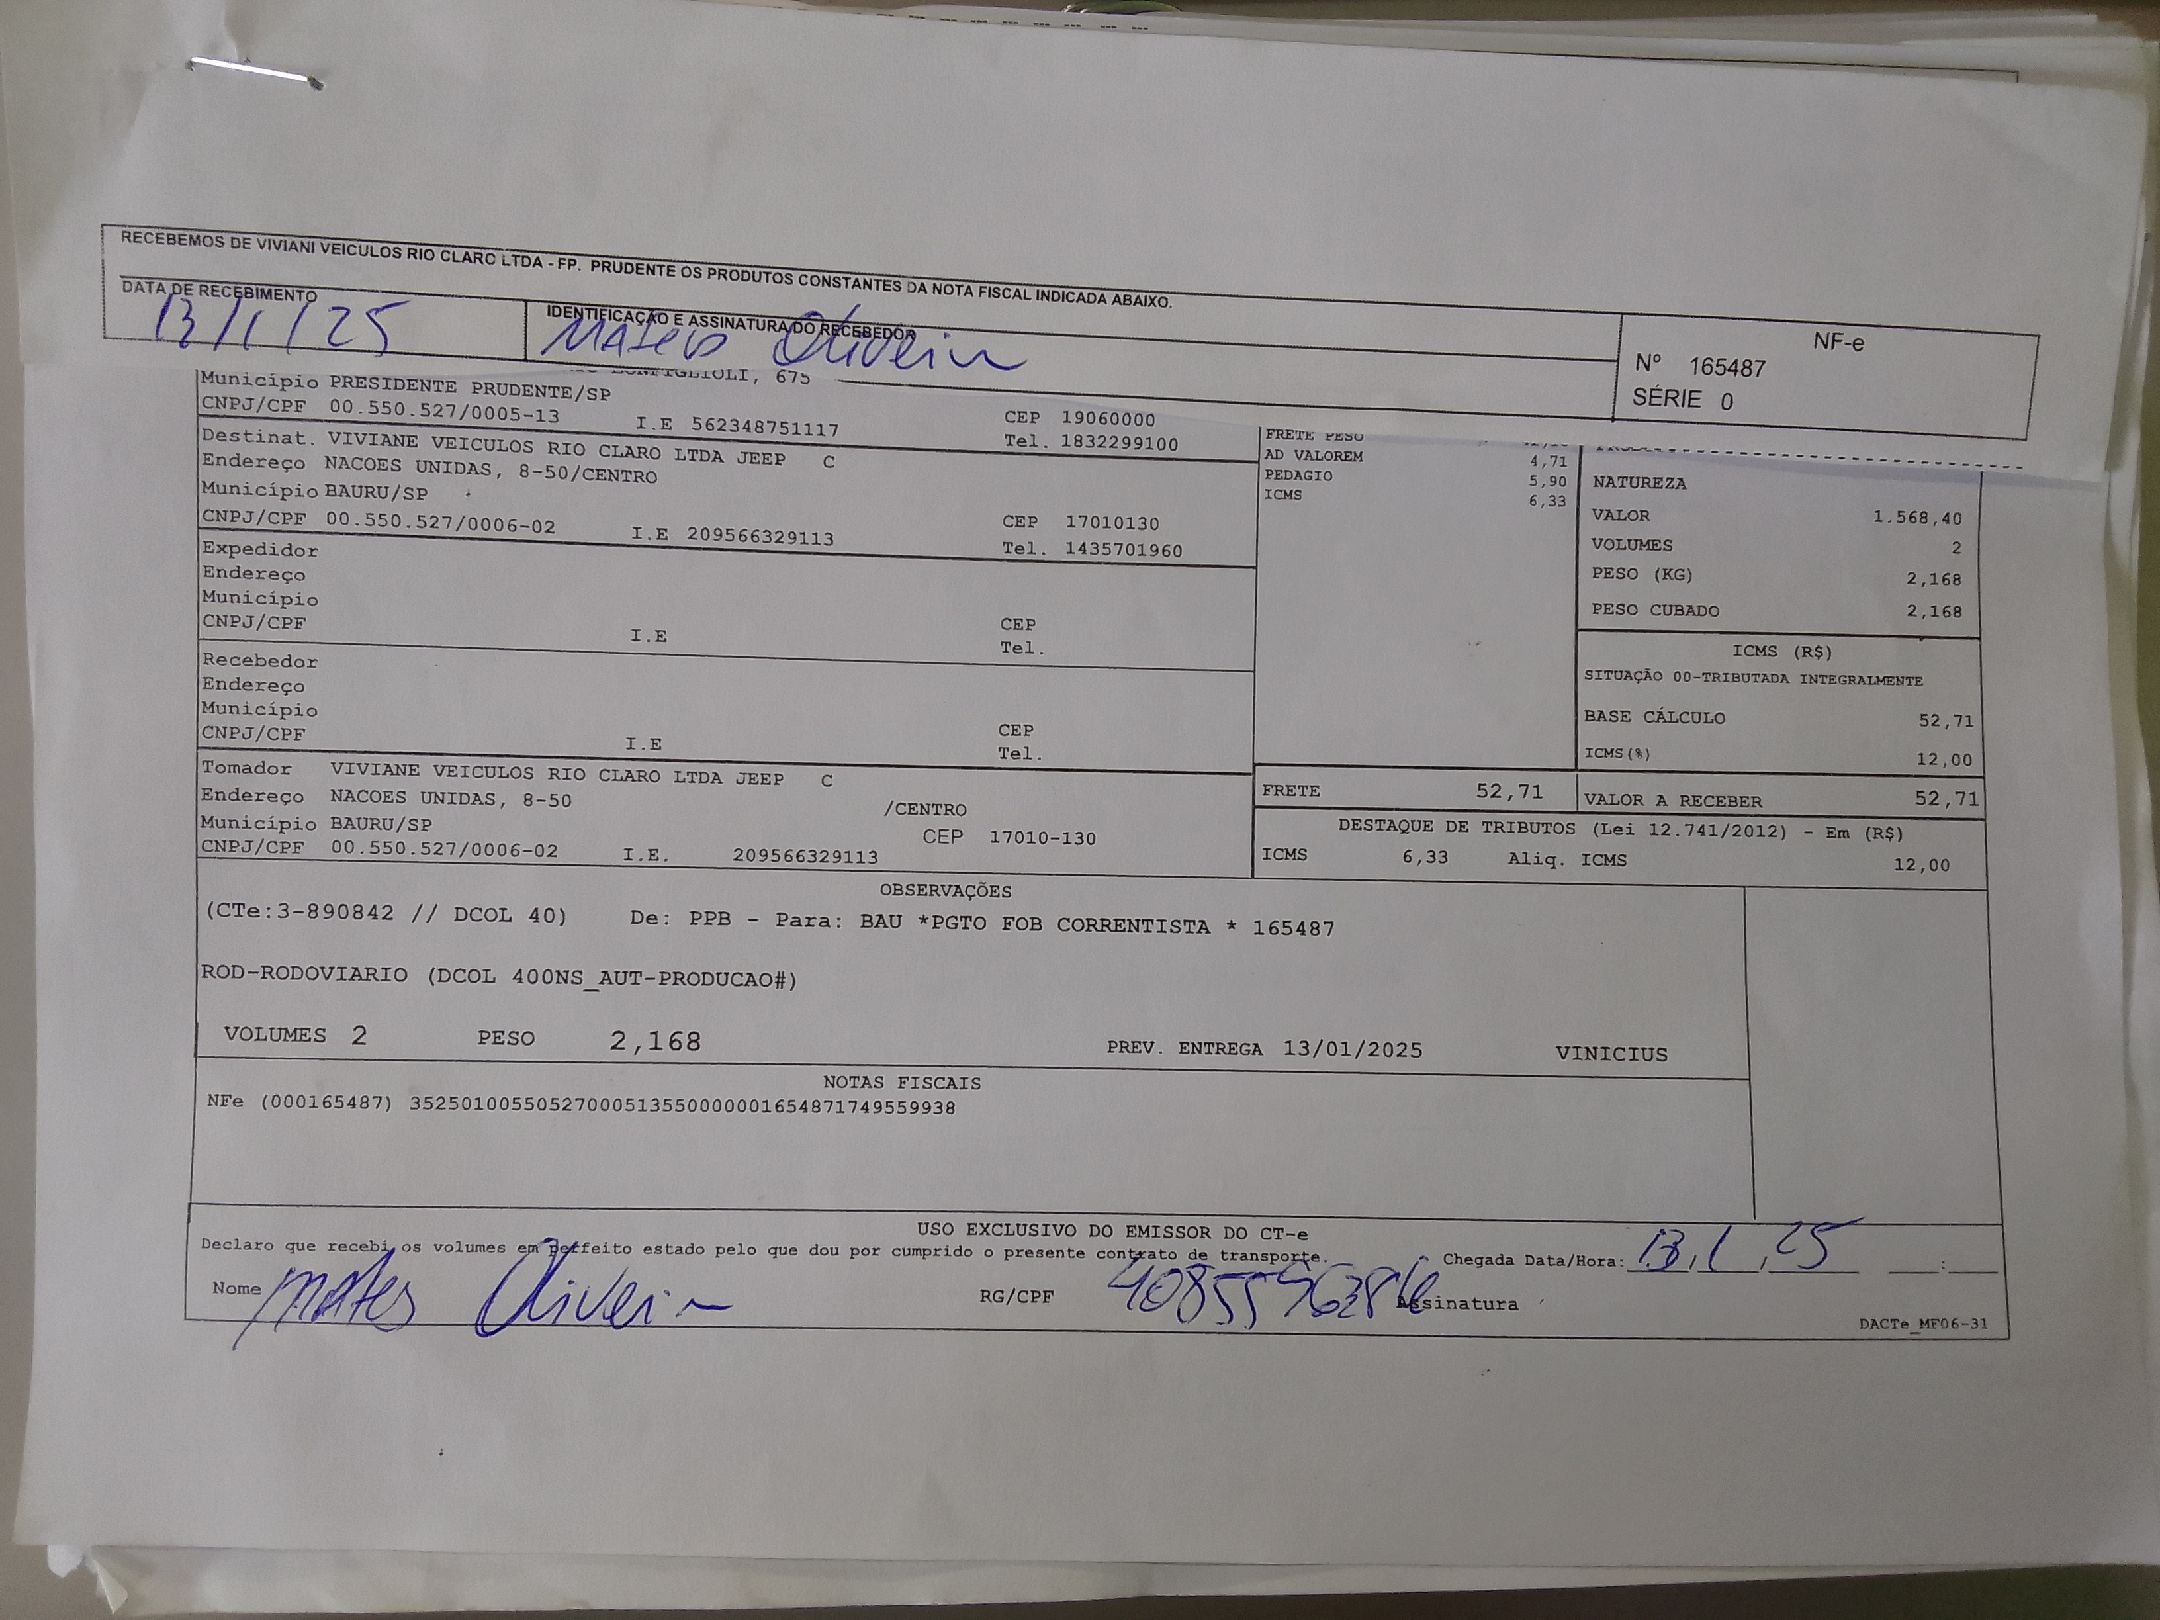 RECEBEMOS DE VIVIANI VEICULOS RIO CLARO LTDA - FP. PRUDENTE OS PRODUTOS CONSTANTES DA NOTA FISCAL INDICADA ABAIXO.
DATA DE RECEBIMENTO
13/1/25
IDENTIFICAÇÃO E ASSINATURA DO RECEBEDOR
Mateus Oliveira
NF-e
Nº 165487
SÉRIE 0
675
Município PRESIDENTE PRUDENTE/SP
CNPJ/CPF 00.550.527/0005-13 I.E 562348751117 CEP 19060000
Tel. 1832299100
Destinat. VIVIANE VEICULOS RIO CLARO LTDA JEEP C
Endereço NACOES UNIDAS, 8-50/CENTRO
Município BAURU/SP
CNPJ/CPF 00.550.527/0006-02 I.E 209566329113 CEP 17010130
Tel. 1435701960
Expedidor
Endereço
Município
CNPJ/CPF I.E CEP
Tel.
Recebedor
Endereço
Município
CNPJ/CPF I.E CEP
Tel.
Tomador VIVIANE VEICULOS RIO CLARO LTDA JEEP C
Endereço NACOES UNIDAS, 8-50 /CENTRO
Município BAURU/SP CEP 17010-130
CNPJ/CPF 00.550.527/0006-02 I.E. 209566329113
FRETE PESO
AD VALOREM 4,71
PEDAGIO 5,90
ICMS 6,33
NATUREZA
VALOR 1.568,40
VOLUMES 2
PESO (KG) 2,168
PESO CUBADO 2,168
ICMS (R$)
SITUAÇÃO 00-TRIBUTADA INTEGRALMENTE
BASE CÁLCULO 52,71
ICMS(%) 12,00
FRETE 52,71 VALOR A RECEBER 52,71
DESTAQUE DE TRIBUTOS (Lei 12.741/2012) - Em (R$)
ICMS 6,33 Aliq. ICMS 12,00
OBSERVAÇÕES
(CTe:3-890842 // DCOL 40) De: PPB - Para: BAU *PGTO FOB CORRENTISTA * 165487
ROD-RODOVIARIO (DCOL 400NS_AUT-PRODUCAO#)
VOLUMES 2 PESO 2,168 PREV. ENTREGA 13/01/2025 VINICIUS
NOTAS FISCAIS
NFe (000165487) 35250100550527000513550000001654871749559938
USO EXCLUSIVO DO EMISSOR DO CT-e
Declaro que recebi os volumes em perfeito estado pelo que dou por cumprido o presente contrato de transporte. Chegada Data/Hora: 13, 1, 25 :
Nome Mateus Oliveira RG/CPF Assinatura
DACTe_MF06-31